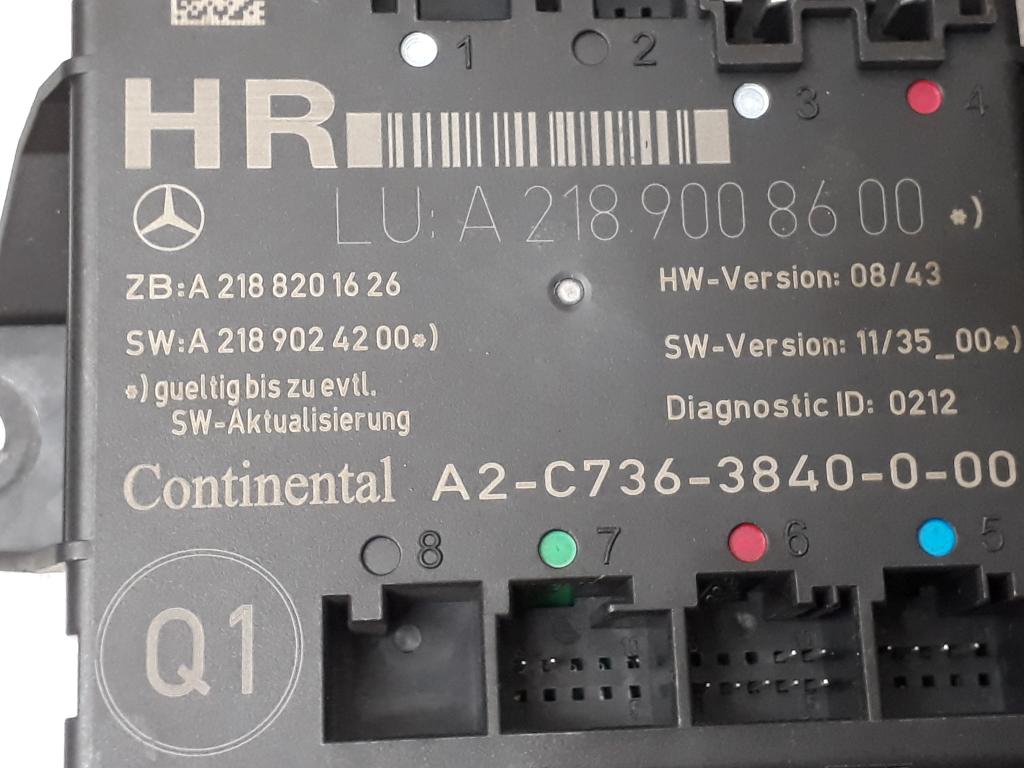 1 2
3 4
HR
LU: A 218 900 86 00 *)
ZB: A 218 820 16 26
HW-Version: 08/43
SW: A 218 902 42 00*)
SW-Version: 11/35_00*)
*) gueltig bis zu evtl.
SW-Aktualisierung
Diagnostic ID: 0212
Continental A2-C736-3840-0-00
8 7 6 5
Q1